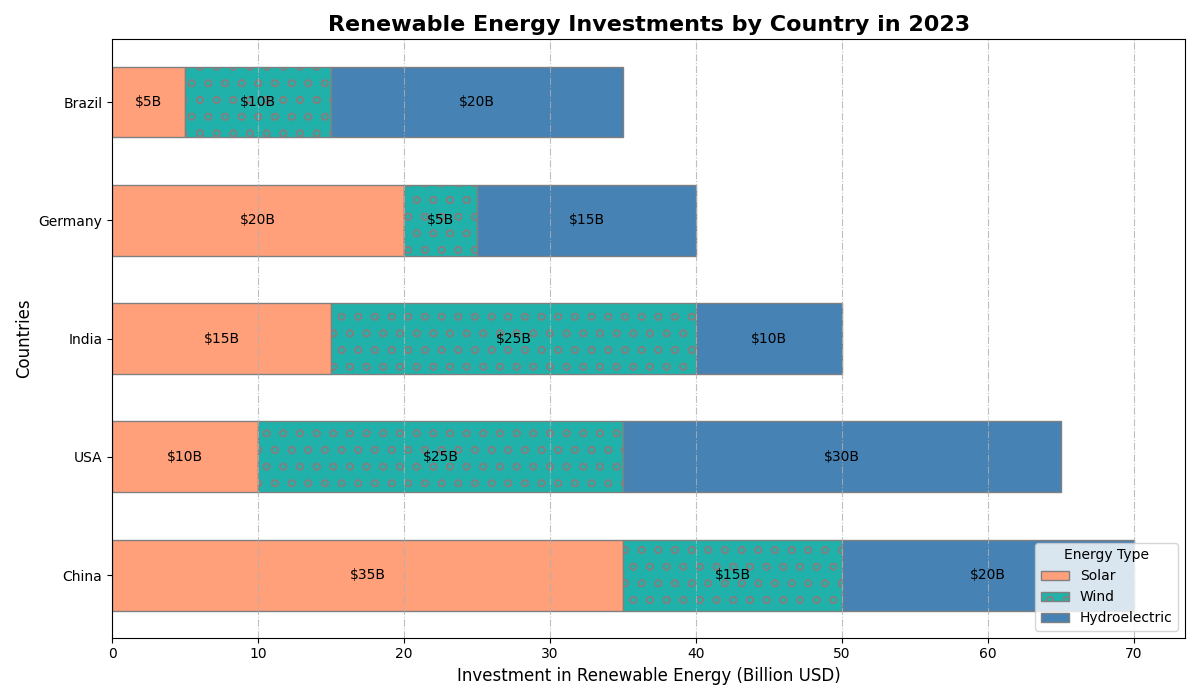 Renewable Energy Investments by Country in 2023
Countries
Brazil
$5B $10B $20B
Germany
$20B $5B $15B
India
$15B $25B $10B
USA
$10B $25B $30B
China
$35B $15B $20B
Energy Type
Solar
Wind
Hydroelectric
0 10 20 30 40 50 60 70
Investment in Renewable Energy (Billion USD)